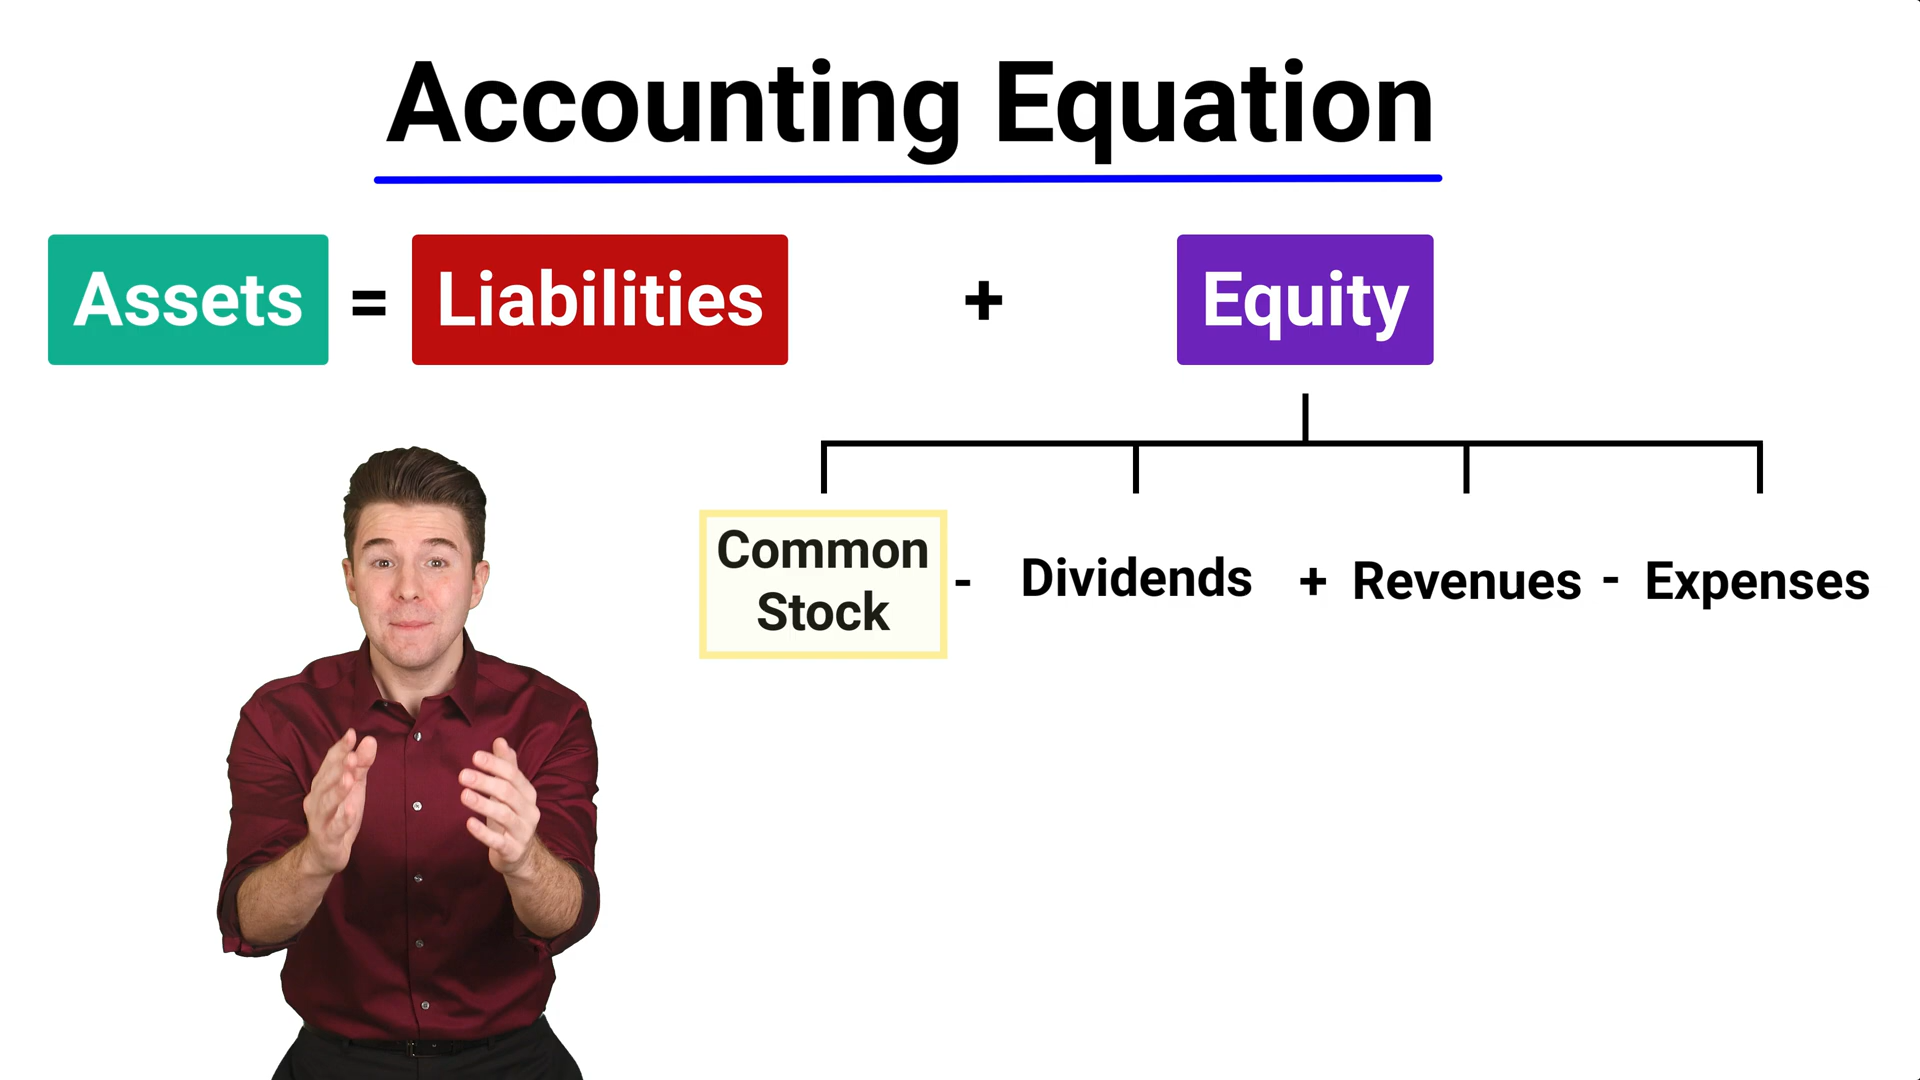 Accounting Equation
Assets = Liabilities + Equity
Common
Stock - Dividends + Revenues - Expenses